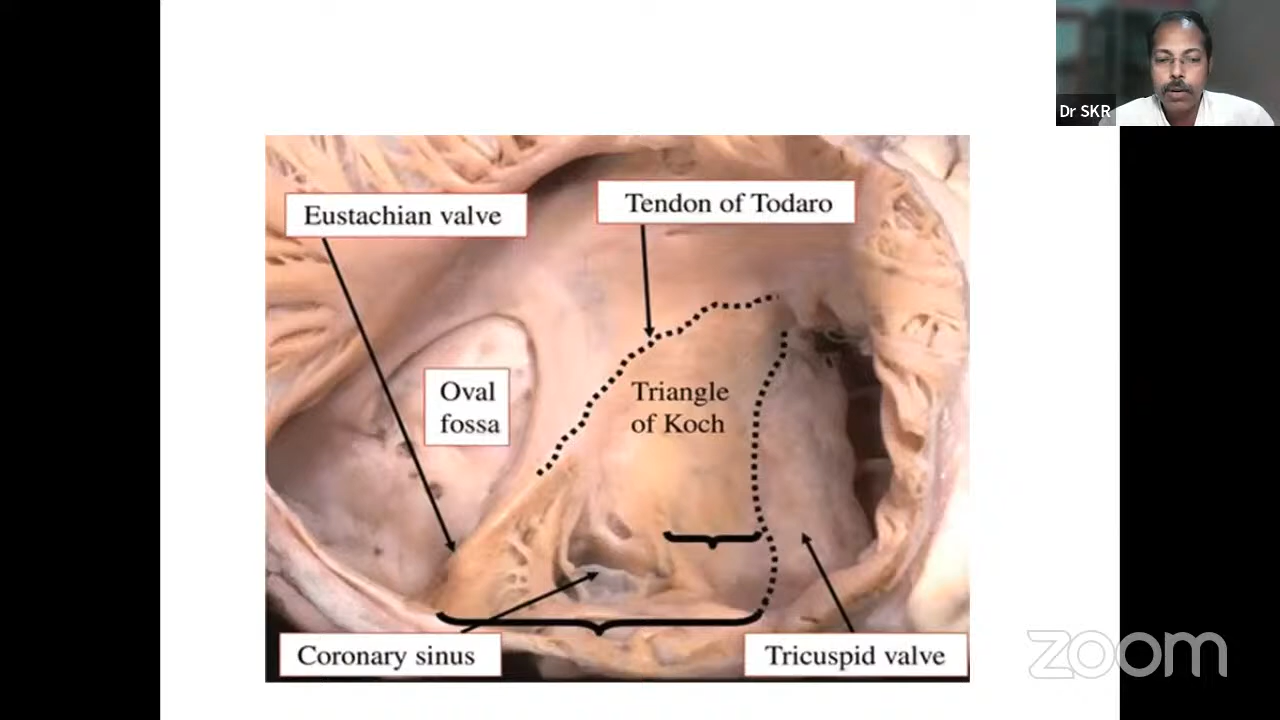 Dr SKR
Eustachian valve
Tendon of Todaro
Oval
fossa
Triangle
of Koch
Coronary sinus
Tricuspid valve
zoom